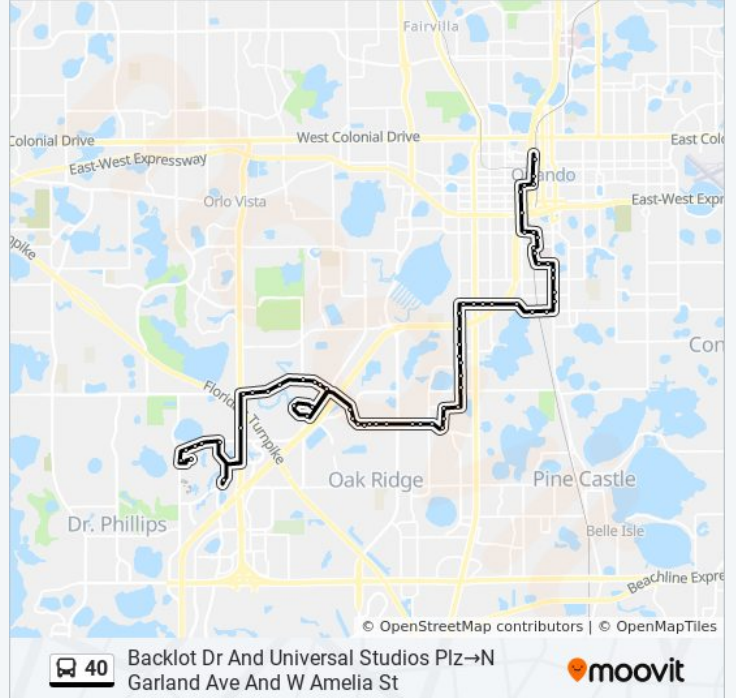 Fairvilla
Colonial Drive
West Colonial Drive
East Colo
East-West Expressway
Orlando
Orlo Vista
East-West Expr
npike
Con
Florida
Turnpike
Oak Ridge
Pine Castle
Dr. Phillips
Belle Isle
Beachline Expre
© OpenStreetMap contributors | © OpenMapTiles
40
Backlot Dr And Universal Studios Plz→N
Garland Ave And W Amelia St
moovit